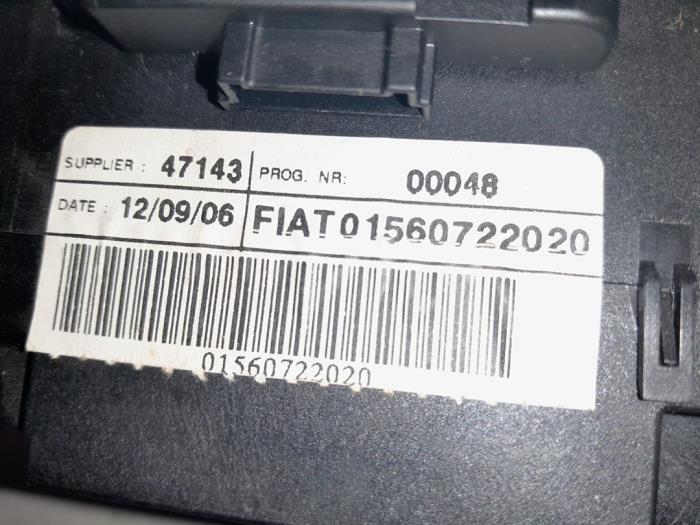 SUPPLIER : 47143 PROG. NR: 00048
DATE : 12/09/06 FIAT01560722020
01560722020